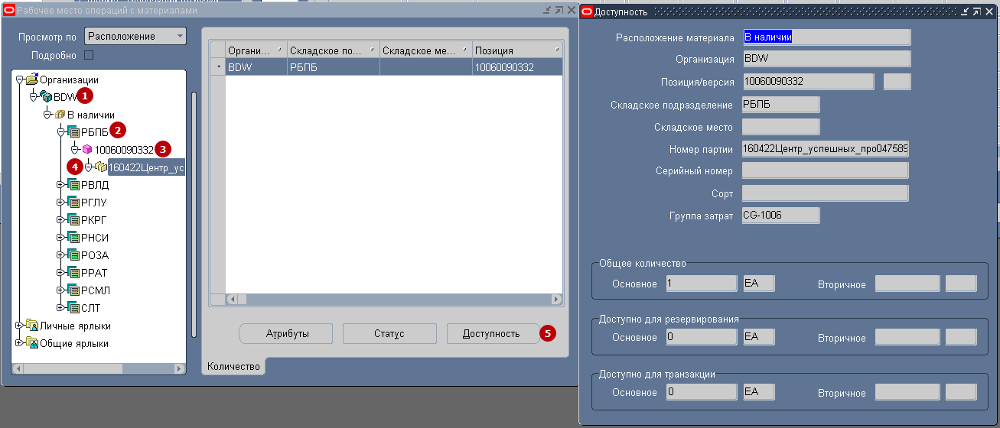 Рабочее место операций с материалами
Просмотр по Расположение
Подробно
Организации
BDW 1
В наличии
РБПБ 2
10060090332 3
4 160422Центр_ус
РВЛД
РГЛУ
РКРГ
РНСИ
РОЗА
РРАТ
РСМЛ
СЛТ
Личные ярлыки
Общие ярлыки
Органи... Складское по... Складское ме... Позиция
BDW РБПБ 10060090332
Атрибуты Статус Доступность 5
Количество
Доступность
Расположение материала В наличии
Организация BDW
Позиция/версия 10060090332
Складское подразделение РБПБ
Складское место
Номер партии 160422Центр_успешных_про047589
Серийный номер
Сорт
Группа затрат CG-1006
Общее количество
Основное 1 EA Вторичное
Доступно для резервирования
Основное 0 EA Вторичное
Доступно для транзакции
Основное 0 EA Вторичное